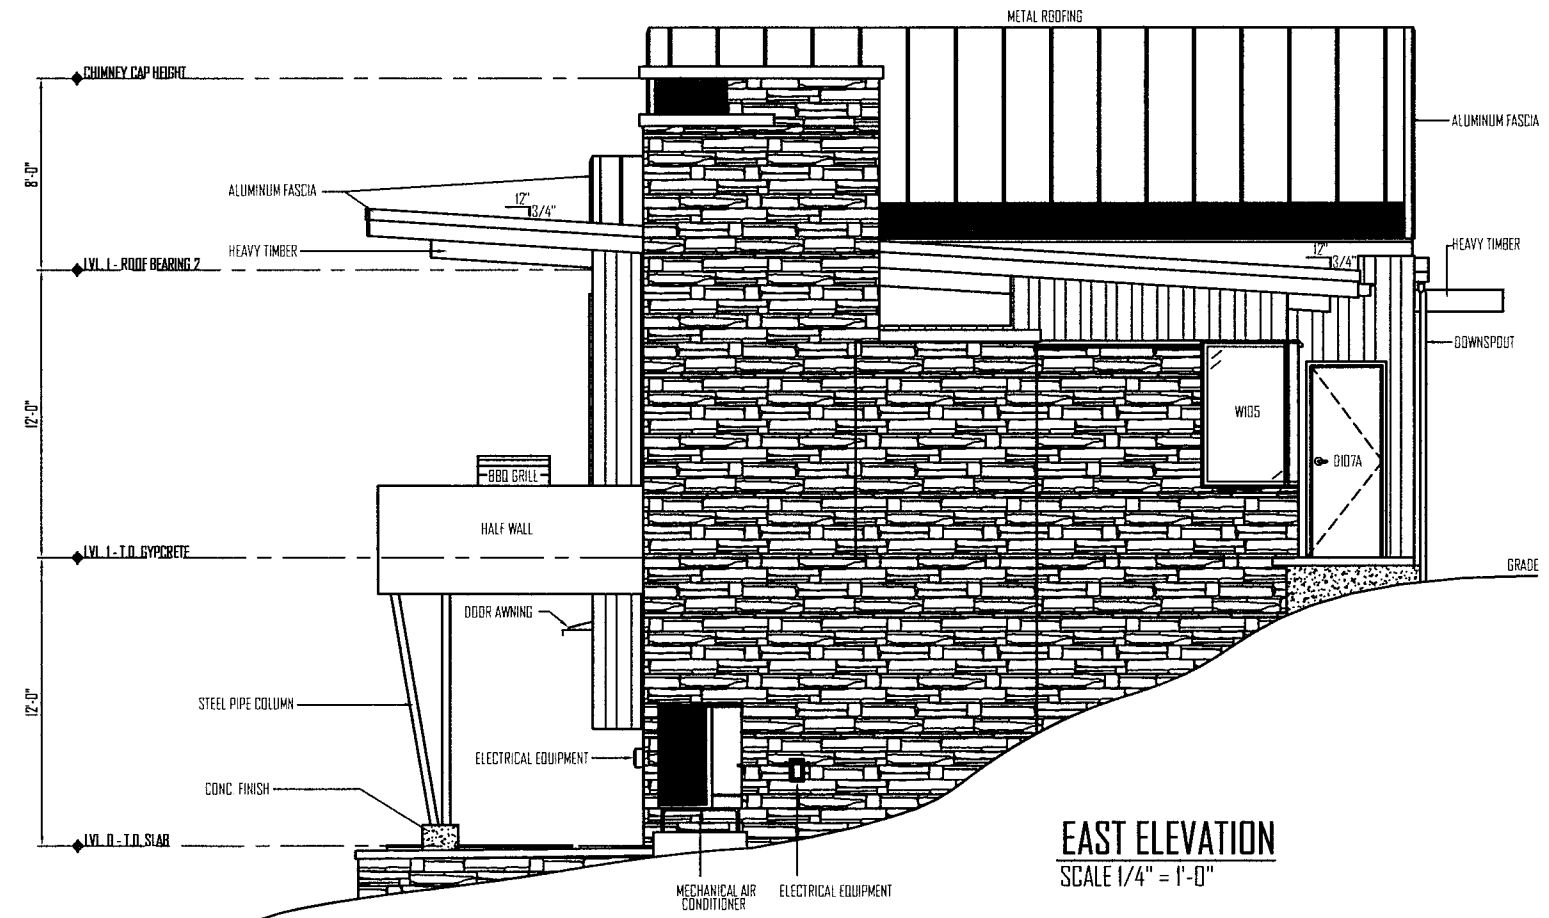 METAL ROOFING
CHIMNEY CAP HEIGHT
ALUMINUM FASCIA
8'-0"
ALUMINUM FASCIA
12"
3/4"
HEAVY TIMBER
12"
3/4"
HEAVY TIMBER
LVL. 1 - ROOF BEARING 2
DOWNSPOUT
12'-0"
W105
D107A
BBQ GRILL
HALF WALL
LVL. 1 - T.O. GYPCRETE
GRADE
DOOR AWNING
12'-0"
STEEL PIPE COLUMN
ELECTRICAL EQUIPMENT
CONC. FINISH
LVL. 0 - T.O. SLAB
EAST ELEVATION
SCALE 1/4" = 1'-0"
MECHANICAL AIR
CONDITIONER
ELECTRICAL EQUIPMENT